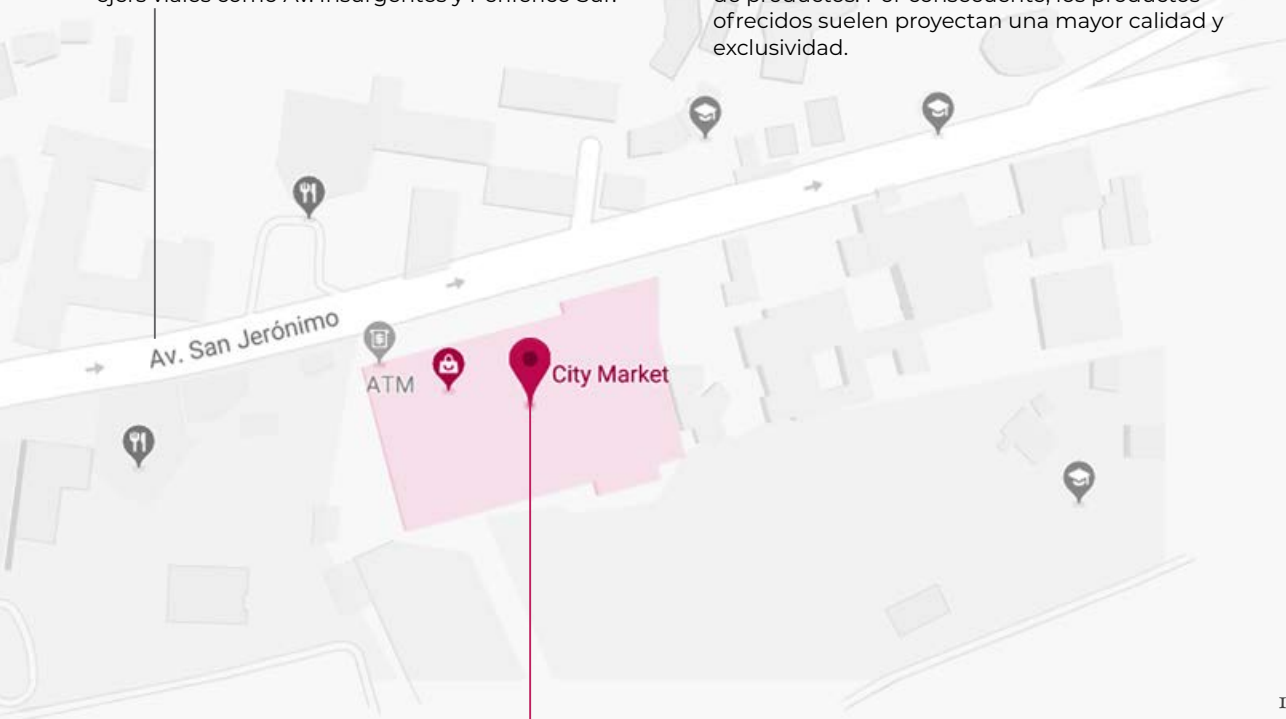 ejers viales como Av. Insurgentes y Periférico Sur.
de productos. Por consecuente, los productos
ofrecidos suelen proyectan una mayor calidad y
exclusividad.
Av. San Jerónimo
ATM
City Market